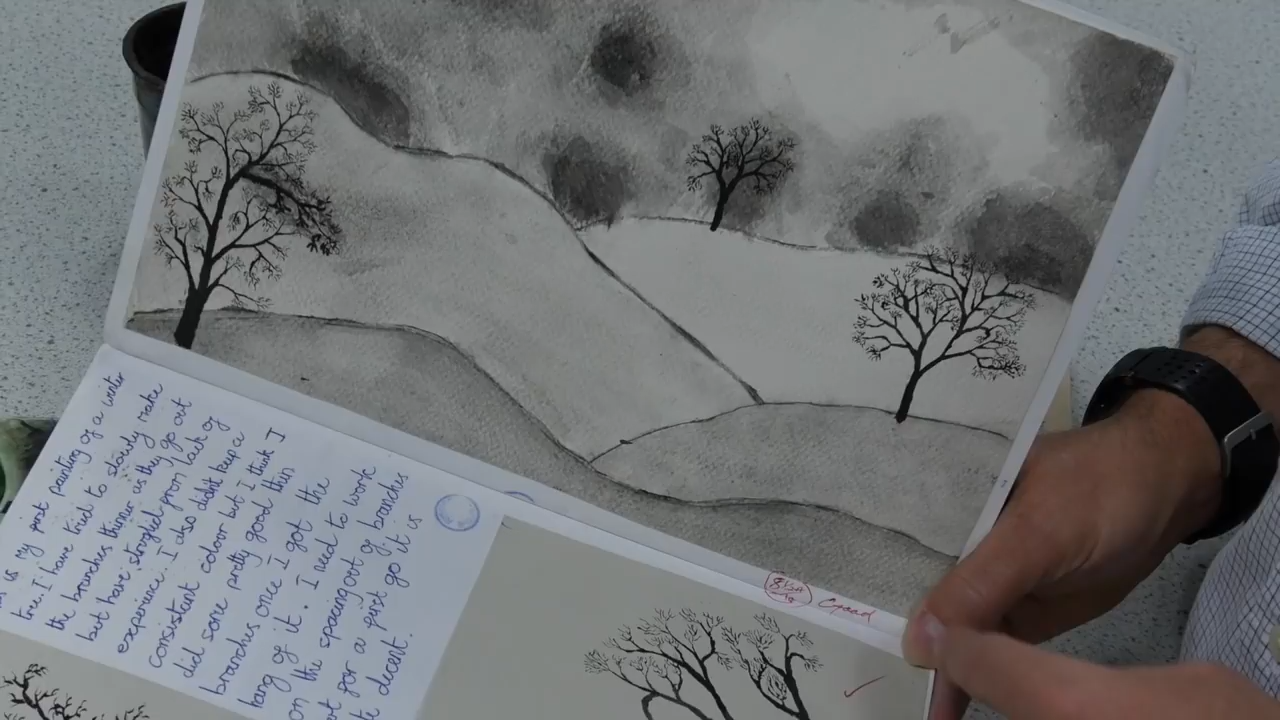 is my first painting of a winter
tree. I have tried to slowly make
the branches thinner as they go out
but have strugled from lack of
experience. I also didnt keep a
consistant colour but I think I
did some pretty good thin
branches once I got the
hang of it. I need to work
on the spacing out of branches
but for a first go it is
decent.
Good